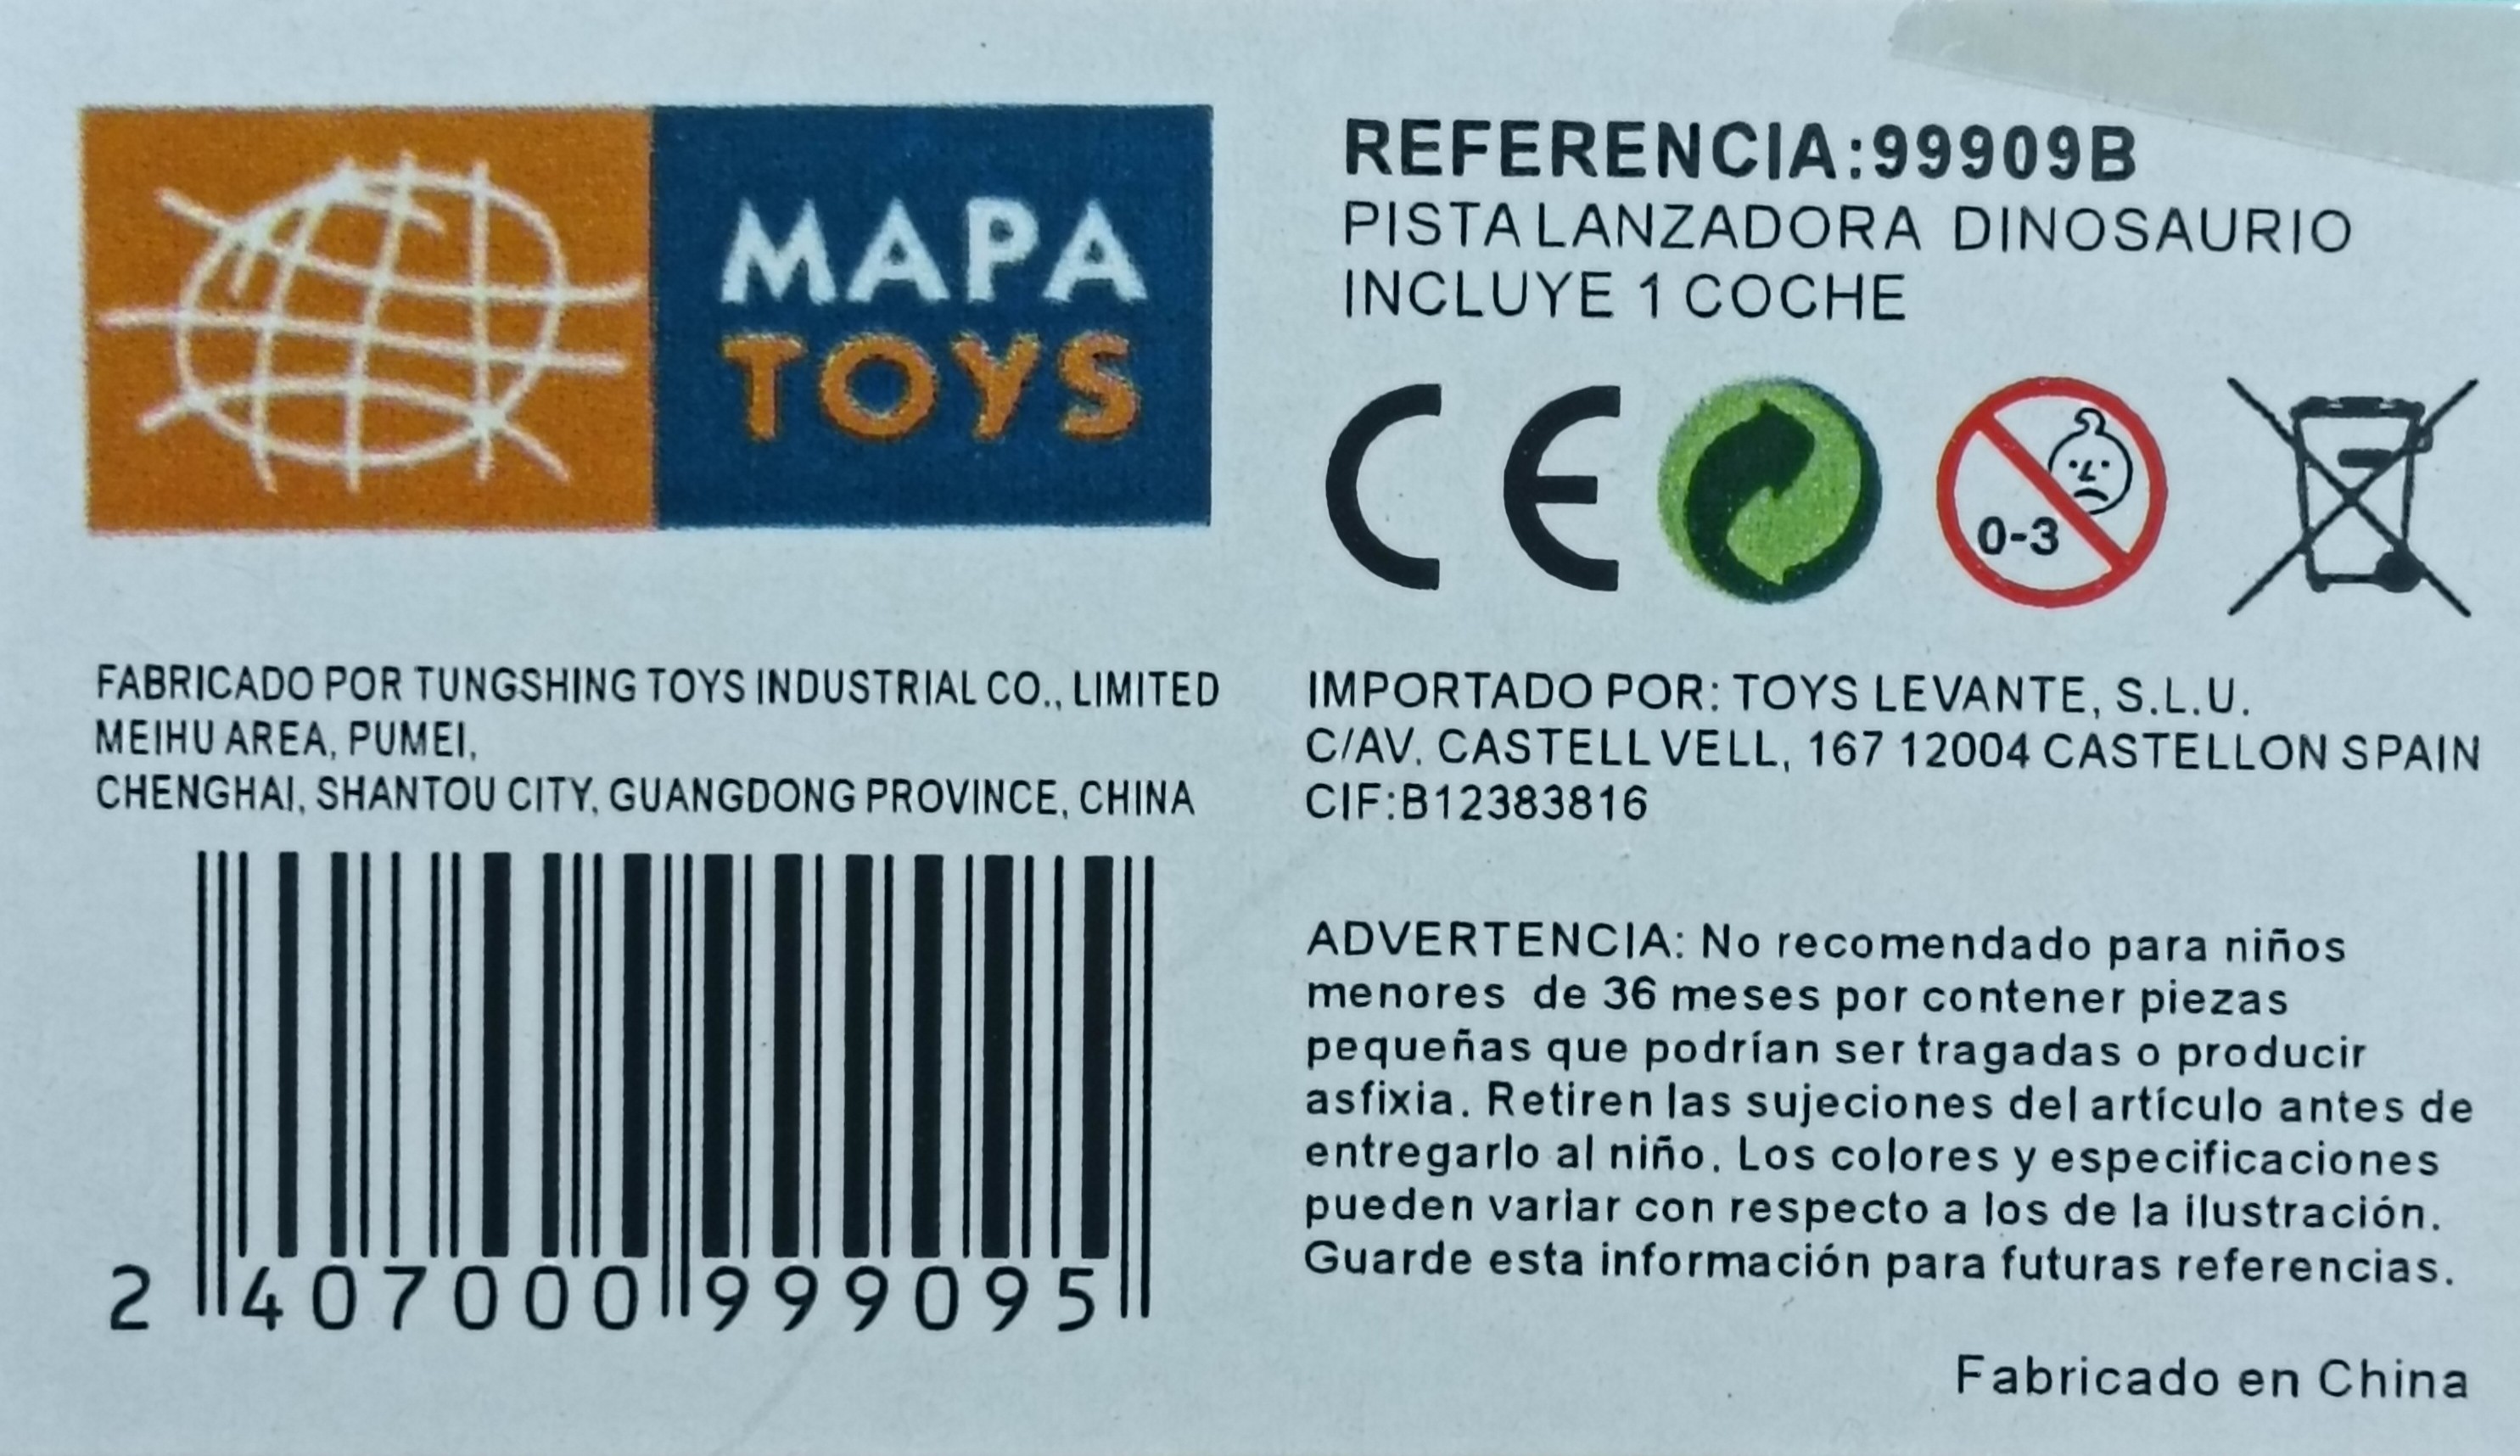 MAPA
TOYS
REFERENCIA:99909B
PISTA LANZADORA DINOSAURIO
INCLUYE 1 COCHE
CE
0-3
FABRICADO POR TUNGSHING TOYS INDUSTRIAL CO., LIMITED
MEIHU AREA, PUMEI,
CHENGHAI, SHANTOU CITY, GUANGDONG PROVINCE, CHINA
IMPORTADO POR: TOYS LEVANTE, S.L.U.
C/AV. CASTELL VELL, 167 12004 CASTELLON SPAIN
CIF:B12383816
2 407000 999095
ADVERTENCIA: No recomendado para niños
menores de 36 meses por contener piezas
pequeñas que podrían ser tragadas o producir
asfixia. Retiren las sujeciones del artículo antes de
entregarlo al niño. Los colores y especificaciones
pueden variar con respecto a los de la ilustración.
Guarde esta información para futuras referencias.
Fabricado en China